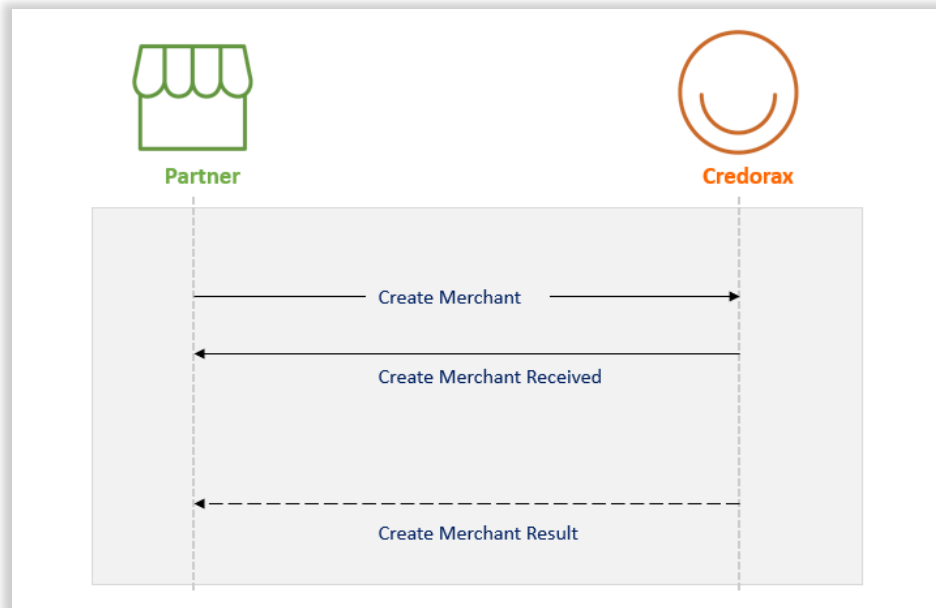 Partner
Credorax
Create Merchant
Create Merchant Received
Create Merchant Result